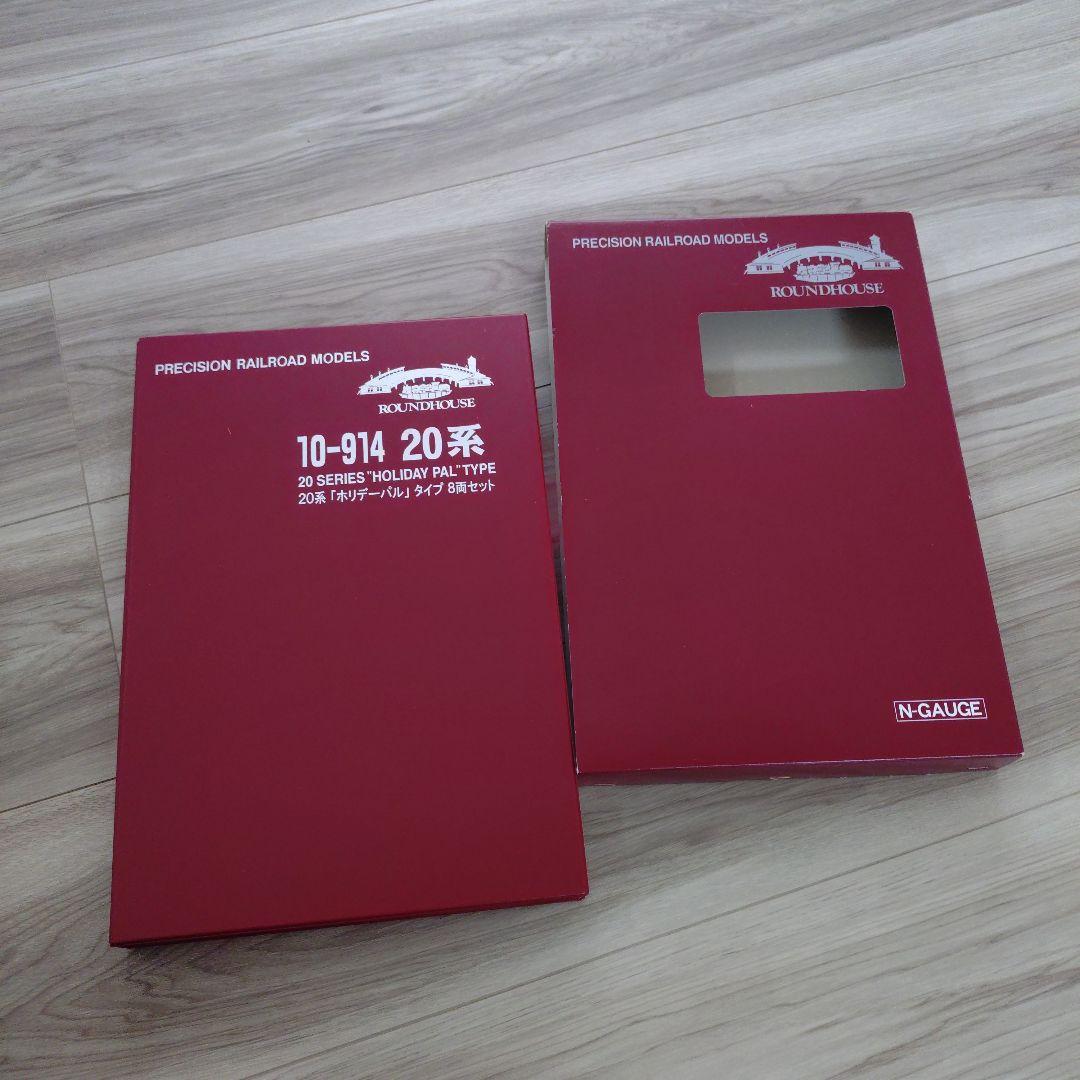 PRECISION RAILROAD MODELS
ROUNDHOUSE
10-914 20系
20 SERIES "HOLIDAY PAL" TYPE
20系「ホリデーパル」タイプ 8両セット
PRECISION RAILROAD MODELS
ROUNDHOUSE
N-GAUGE